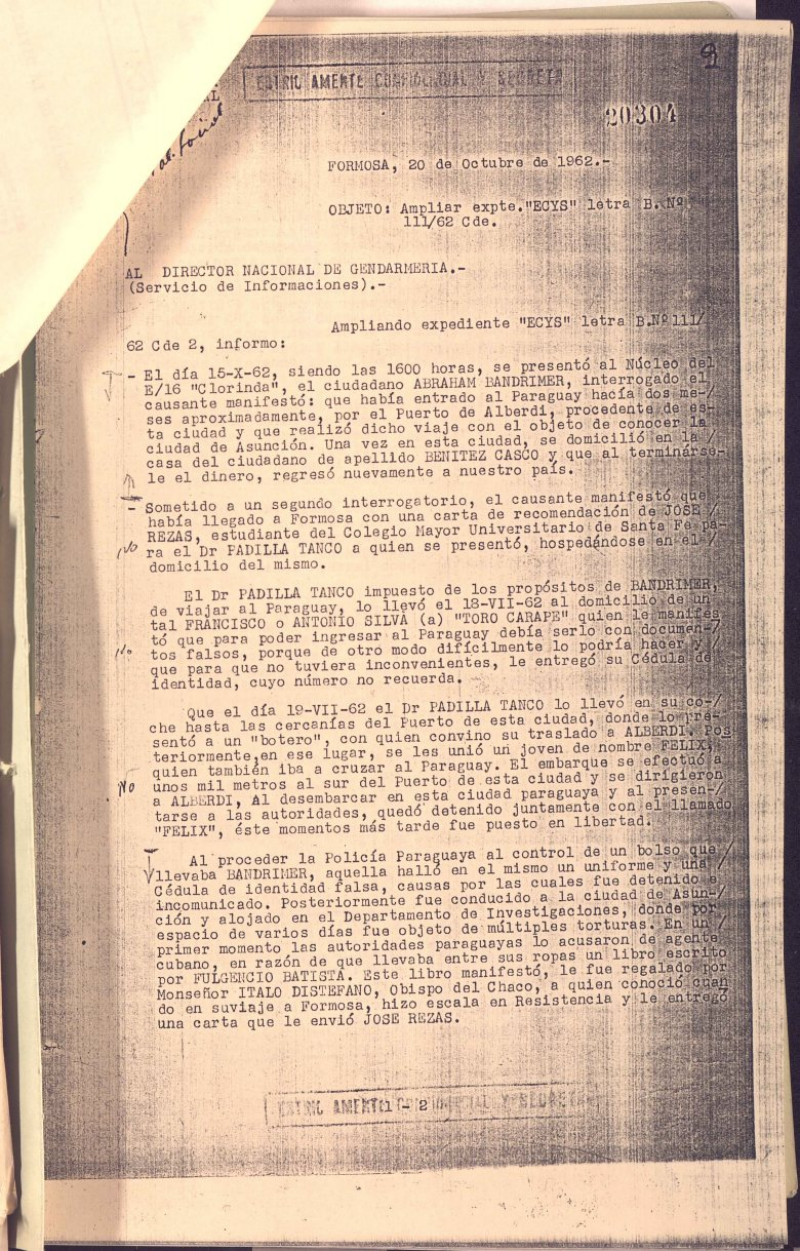 9
ESTRICTAMENTE CONFIDENCIAL Y SECRETO
20304
AL
FORMOSA, 20 de Octubre de 1962.-
OBJETO: Ampliar expte."ECYS" letra B.Nº
111/62 Cde.
AL DIRECTOR NACIONAL DE GENDARMERIA.-
(Servicio de Informaciones).-
Ampliando expediente "ECYS" letra B.Nº 111/
62 Cde 2, informo:
- El día 15-X-62, siendo las 1600 horas, se presentó al Núcleo del
E/16 "Clorinda", el ciudadano ABRAHAM BANDRIMER, interrogado el
causante manifestó: que había entrado al Paraguay hacía dos me-/
ses aproximadamente, por el Puerto de Alberdi, procedente de es-
ta ciudad y que realizó dicho viaje con el objeto de conocer la
ciudad de Asunción. Una vez en esta ciudad, se domicilió en la /
casa del ciudadano de apellido BENITEZ CASCO y que al terminárse-
le el dinero, regresó nuevamente a nuestro país.
- Sometido a un segundo interrogatorio, el causante manifestó que
había llegado a Formosa con una carta de recomendación de JOSE /
REZAS, estudiante del Colegio Mayor Universitario de Santa Fe pa-
ra el Dr PADILLA TANCO a quien se presentó, hospedándose en el /
domicilio del mismo.
El Dr PADILLA TANCO impuesto de los propósitos de BANDRIMER,
de viajar al Paraguay, lo llevó el 18-VII-62 al domicilio de un
tal FRANCISCO o ANTONIO SILVA (a) "TORO CARAPE" quien le manifes
tó que para poder ingresar al Paraguay debía serlo con documen-/
tos falsos, porque de otro modo difícilmente lo podría hacer y /
No
que para que no tuviera inconvenientes, le entregó su Cédula de
identidad, cuyo número no recuerda.
Que el día 19-VII-62 el Dr PADILLA TANCO lo llevó en su co-/
che hasta las cercanías del Puerto de esta ciudad, donde lo pre-
sentó a un "botero", con quien convino su traslado a ALBERDI. Pos
teriormente,en ese lugar, se les unió un joven de nombre FELIX,
quien también iba a cruzar al Paraguay. El embarque se efectuó a
No
unos mil metros al sur del Puerto de esta ciudad y se dirigieron
a ALBERDI, Al desembarcar en esta ciudad paraguaya y al presen-/
tarse a las autoridades, quedó detenido juntamente con el llamado
"FELIX", éste momentos más tarde fue puesto en libertad.
Al proceder la Policía Paraguaya al control de un bolso que /
llevaba BANDRIMER, aquella halló en el mismo un uniforme y una /
Cédula de identidad falsa, causas por las cuales fue detenido e
incomunicado. Posteriormente fue conducido a la ciudad de Asun-/
ción y alojado en el Departamento de Investigaciones, donde por
espacio de varios días fue objeto de múltiples torturas. En un /
primer momento las autoridades paraguayas lo acusaron de agente
cubano, en razón de que llevaba entre sus ropas un libro escrito
por FULGENCIO BATISTA. Este libro manifestó, le fue regalado por
Monseñor ITALO DISTEFANO, Obispo del Chaco, a quien conoció cuan
do en suviaje a Formosa, hizo escala en Resistencia y le entregó
una carta que le envió JOSE REZAS.
1 - 2
ESTRICTAMENTE CONFIDENCIAL Y SECRETO